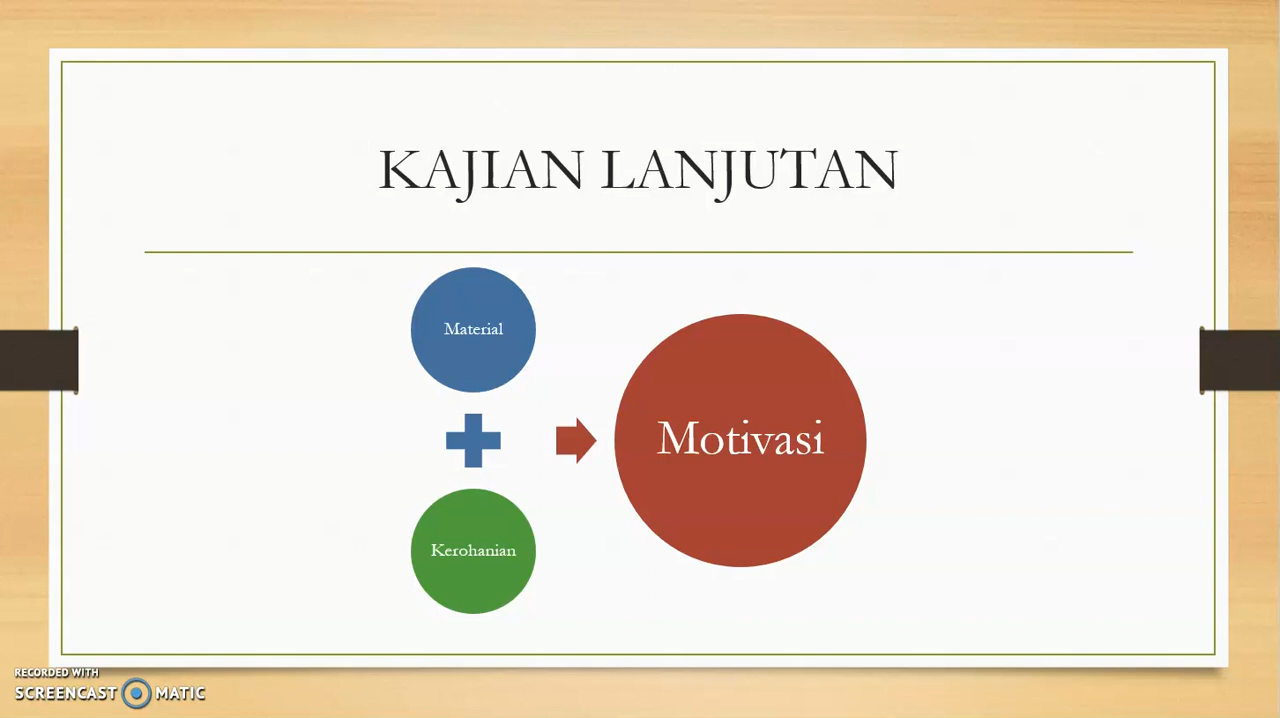 KAJIAN LANJUTAN
Material
Kerohanian
Motivasi
RECORDED WITH
SCREENCAST MATIC